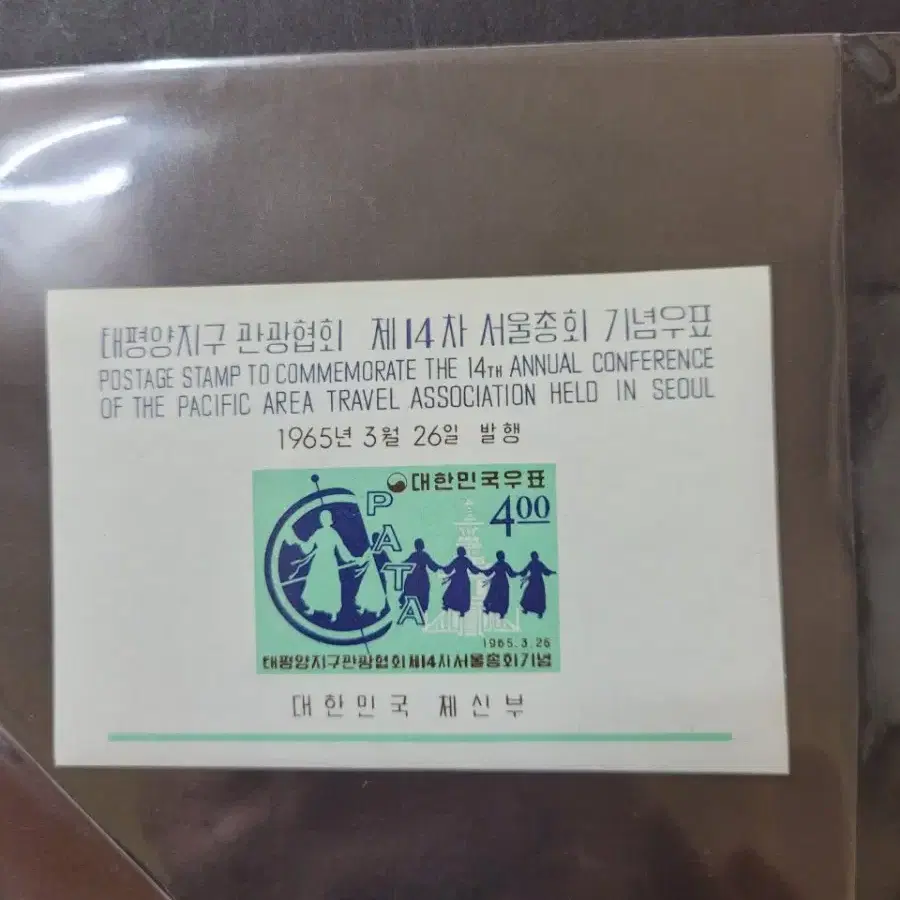 태평양지구 관광협회 제14차 서울총회 기념우표
POSTAGE STAMP TO COMMEMORATE THE 14TH ANNUAL CONFERENCE
OF THE PACIFIC AREA TRAVEL ASSOCIATION HELD IN SEOUL
1965년 3월 26일 발행
대한민국우표
400
PATA
1965.3.26
태평양지구관광협회제14차서울총회기념
대한민국 체신부